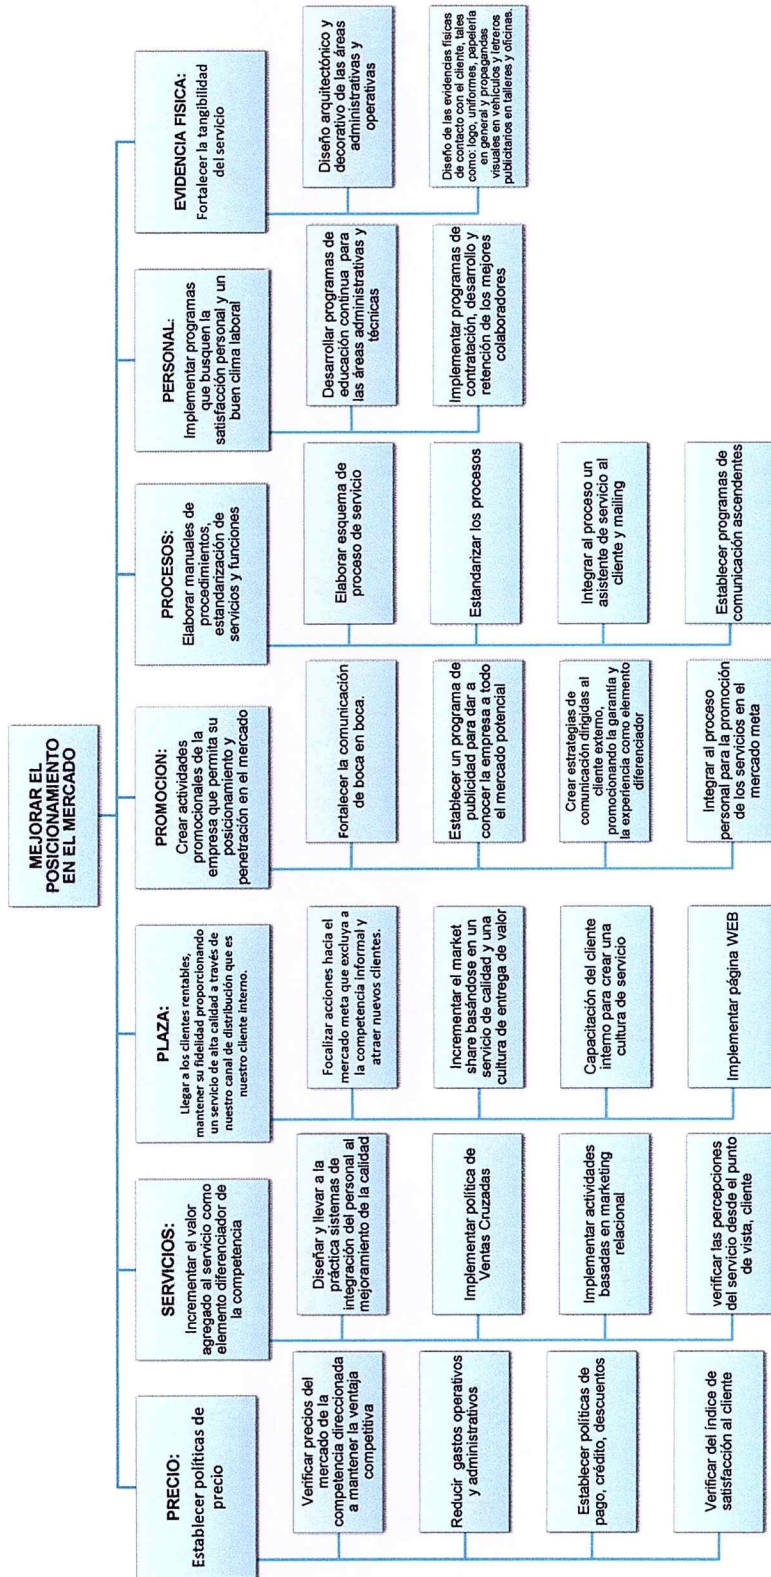 MEJORAR EL
POSICIONAMIENTO
EN EL MERCADO
PRECIO:
Establecer políticas de
precio
Verificar precios del
mercado de la
competencia direccionada
a mantener la ventaja
competitiva
Reducir gastos operativos
y administrativos
Establecer políticas de
pago, crédito, descuentos
Verificar del índice de
satisfacción al cliente
SERVICIOS:
Incrementar el valor
agregado al servicio como
elemento diferenciador de
la competencia
Diseñar y llevar a la
práctica sistemas de
integración del personal al
mejoramiento de la calidad
Implementar política de
Ventas Cruzadas
Implementar actividades
basadas en marketing
relacional
verificar las percepciones
del servicio desde el punto
de vista, cliente
PLAZA:
Llegar a los clientes rentables,
mantener su fidelidad proporcionando
un servicio de alta calidad a través de
nuestro canal de distribución que es
nuestro cliente interno.
Focalizar acciones hacia el
mercado meta que excluya a
la competencia informal y
atraer nuevos clientes.
Incrementar el market
share basándose en un
servicio de calidad y una
cultura de entrega de valor
Capacitación del cliente
interno para crear una
cultura de servicio
Implementar página WEB
PROMOCION:
Crear actividades
promocionales de la
empresa que permita su
posicionamiento y
penetración en el mercado
Fortalecer la comunicación
de boca en boca.
Establecer un programa de
publicidad para dar a
conocer la empresa a todo
el mercado potencial
Crear estrategias de
comunicación dirigidas al
cliente externo,
promocionando la garantía y
la experiencia como elemento
diferenciador
Integrar al proceso
personal para la promoción
de los servicios en el
mercado meta
PROCESOS:
Elaborar manuales de
procedimientos,
estandarización de
servicios y funciones
Elaborar esquema de
proceso de servicio
Estandarizar los procesos
Integrar al proceso un
asistente de servicio al
cliente y mailing
Establecer programas de
comunicación ascendentes
PERSONAL:
Implementar programas
que busquen la
satisfacción personal y un
buen clima laboral
Desarrollar programas de
educación continua para
las áreas administrativas y
técnicas
Implementar programas de
contratación, desarrollo y
retención de los mejores
colaboradores
EVIDENCIA FISICA:
Fortalecer la tangibilidad
del servicio
Diseño arquitectónico y
decorativo de las áreas
administrativas y
operativas
Diseño de las evidencias físicas
de contacto con el cliente, tales
como: logo, uniformes, papelería
en general y propagandas
visuales en vehículos y letreros
publicitarios en talleres y oficinas.